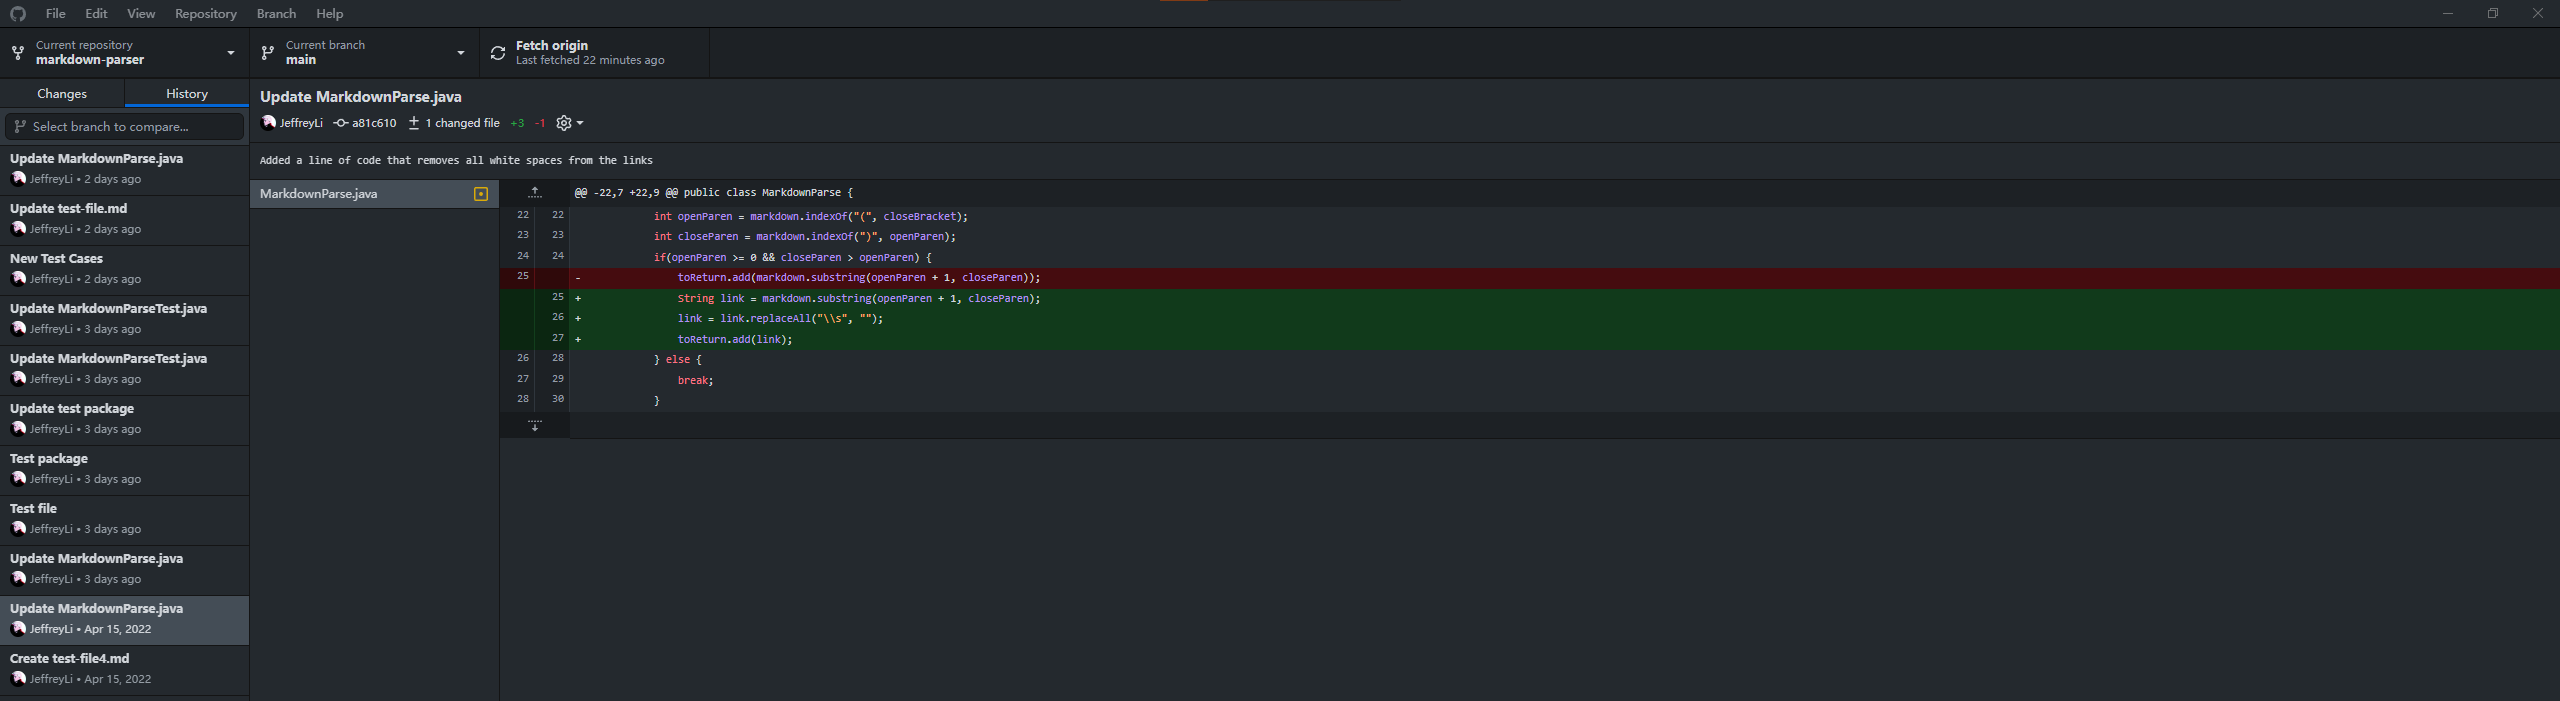 File Edit View Repository Branch Help
Current repository
markdown-parser
Current branch
main
Fetch origin
Last fetched 22 minutes ago
Changes History
Select branch to compare...
Update MarkdownParse.java
JeffreyLi • 2 days ago
Update test-file.md
JeffreyLi • 2 days ago
New Test Cases
JeffreyLi • 2 days ago
Update MarkdownParseTest.java
JeffreyLi • 3 days ago
Update MarkdownParseTest.java
JeffreyLi • 3 days ago
Update test package
JeffreyLi • 3 days ago
Test package
JeffreyLi • 3 days ago
Test file
JeffreyLi • 3 days ago
Update MarkdownParse.java
JeffreyLi • 3 days ago
Update MarkdownParse.java
JeffreyLi • Apr 15, 2022
Create test-file4.md
JeffreyLi • Apr 15, 2022
Update MarkdownParse.java
JeffreyLi a81c610 1 changed file +3 -1
Added a line of code that removes all white spaces from the links
MarkdownParse.java
@@ -22,7 +22,9 @@ public class MarkdownParse {
22 22 int openParen = markdown.indexOf("(", closeBracket);
23 23 int closeParen = markdown.indexOf(")", openParen);
24 24 if(openParen >= 0 && closeParen > openParen) {
25 - toReturn.add(markdown.substring(openParen + 1, closeParen));
25 + String link = markdown.substring(openParen + 1, closeParen);
26 + link = link.replaceAll("\\s", "");
27 + toReturn.add(link);
26 28 } else {
27 29 break;
28 30 }